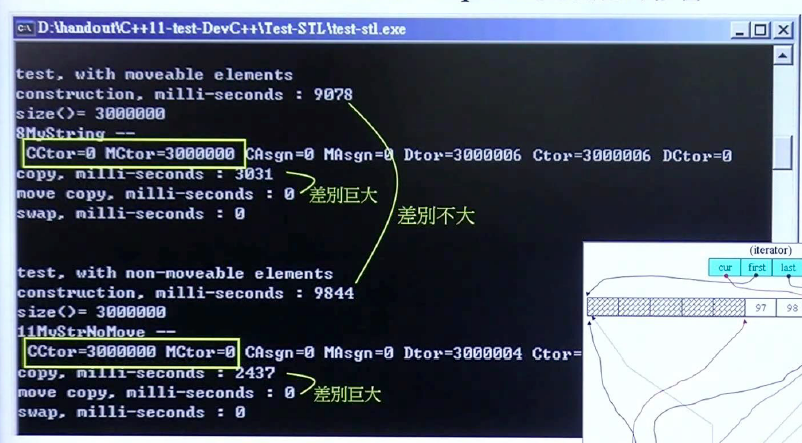 D:\handout\C++11-test-DevC++\Test-STL\test-stl.exe
test, with moveable elements
construction, milli-seconds : 9078
size()= 3000000
8MyString --
CCtor=0 MCtor=3000000 CAsgn=0 MAsgn=0 Dtor=3000006 Ctor=3000006 DCtor=0
copy, milli-seconds : 3031
move copy, milli-seconds : 0 差別巨大
swap, milli-seconds : 0
差別不大
test, with non-moveable elements
construction, milli-seconds : 9844
size()= 3000000
11MyStrNoMove --
CCtor=3000000 MCtor=0 CAsgn=0 MAsgn=0 Dtor=3000004 Ctor=
copy, milli-seconds : 2437
move copy, milli-seconds : 0 差別巨大
swap, milli-seconds : 0
(iterator)
cur first last
97 98